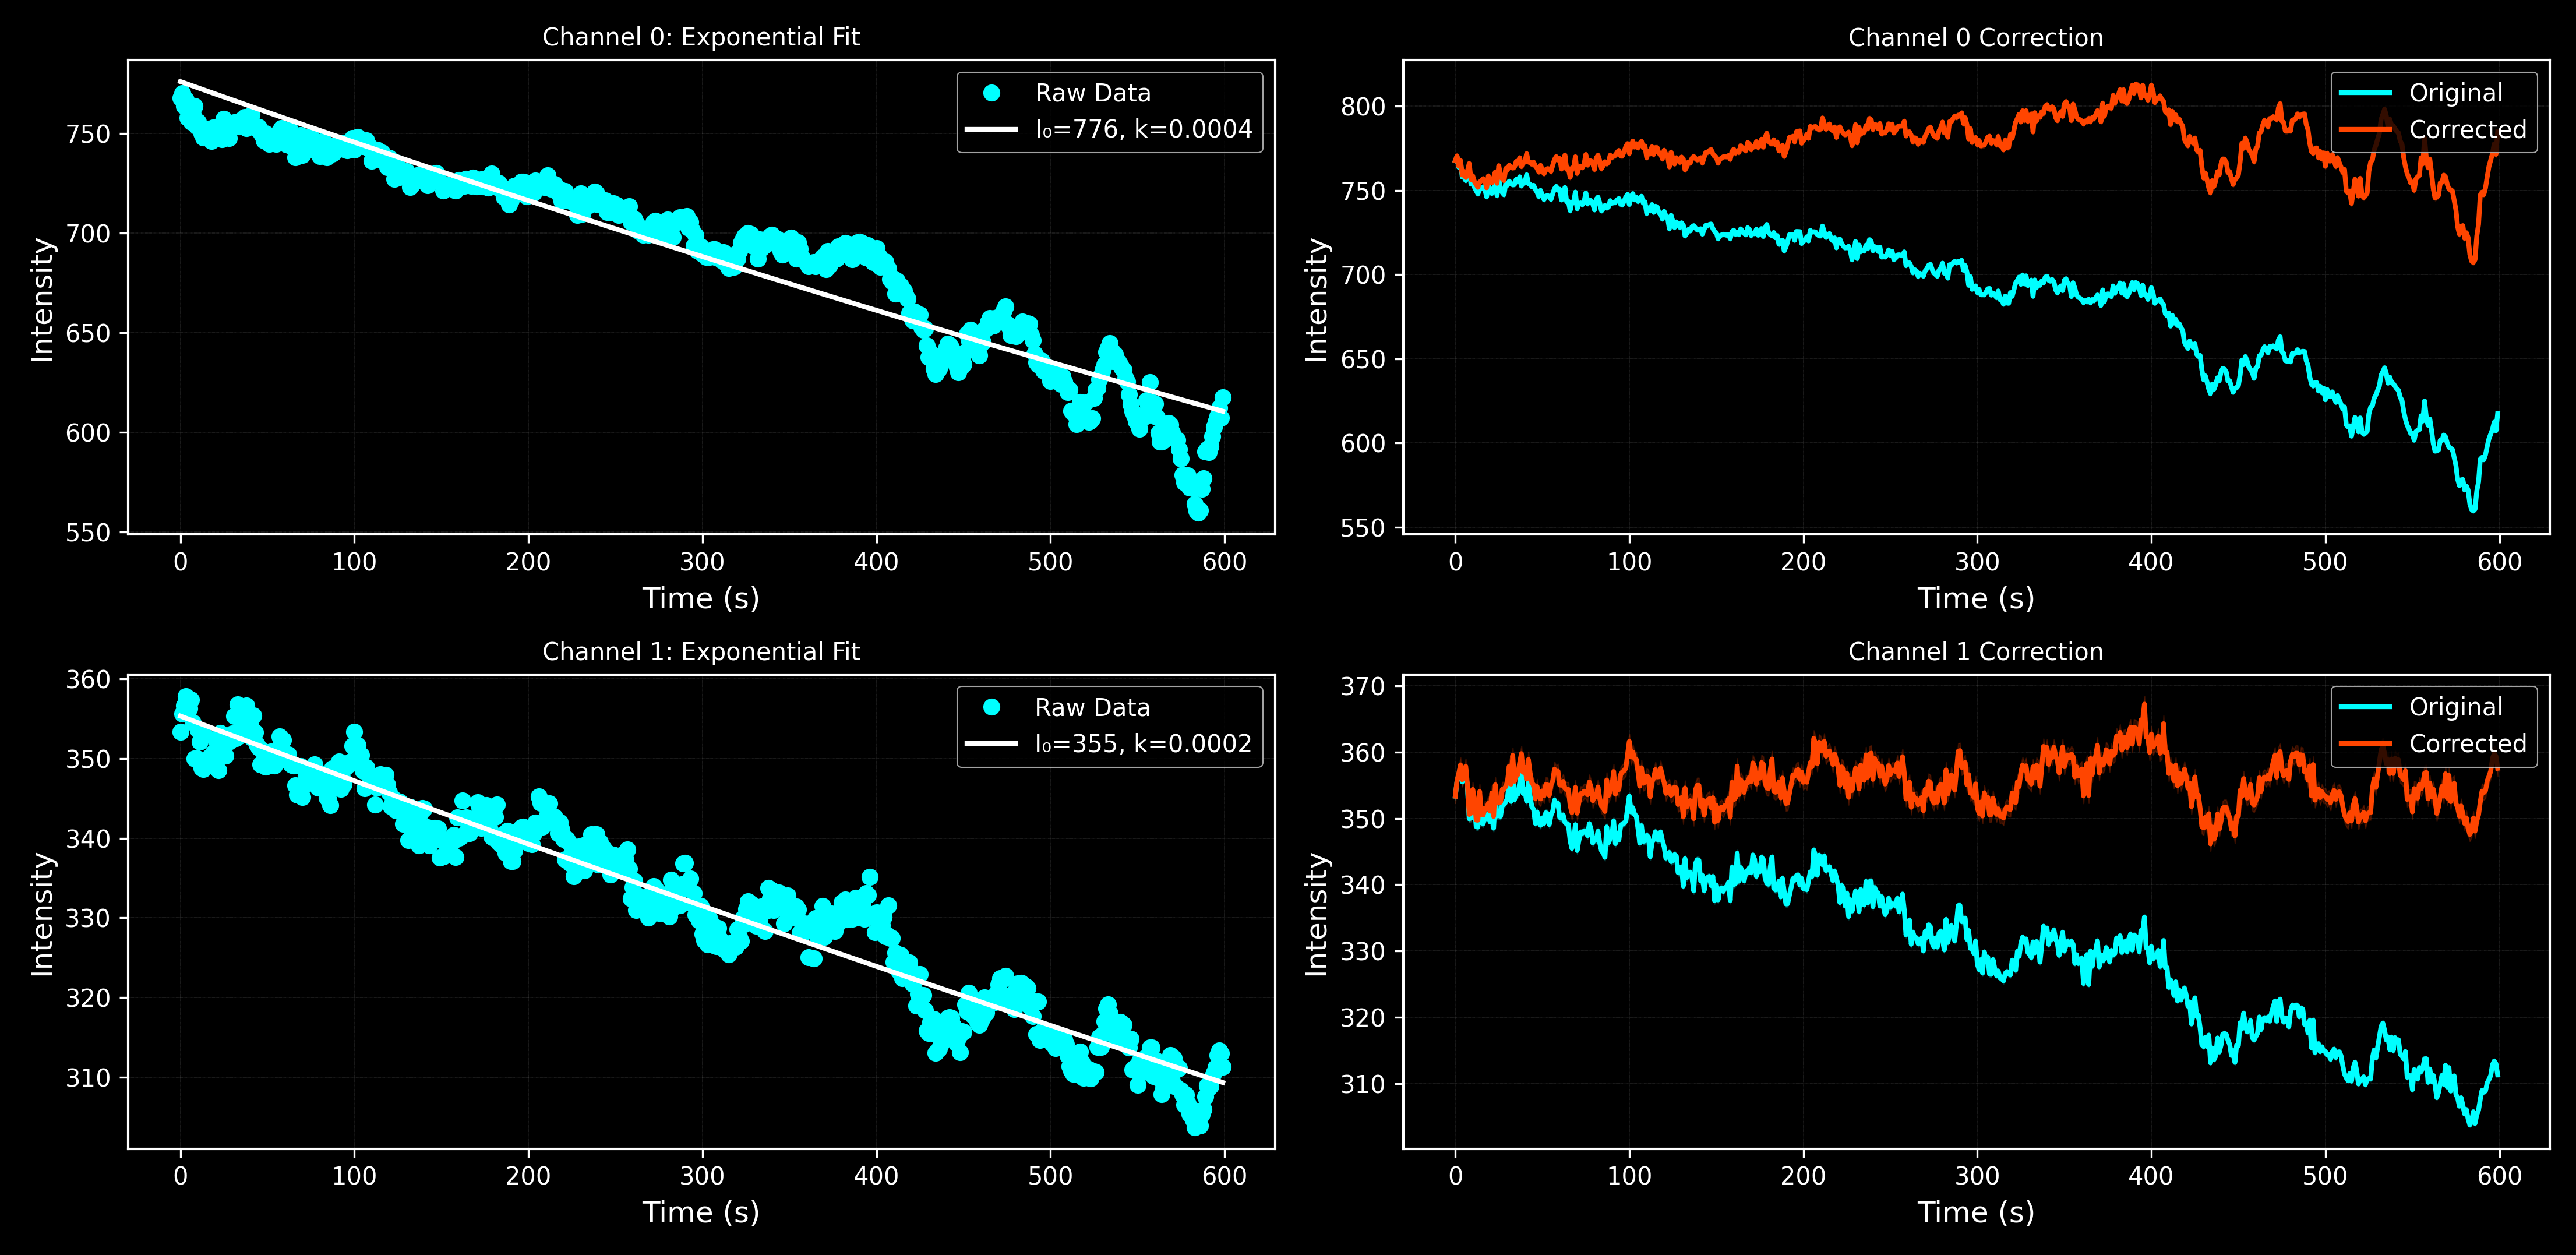 Channel 0: Exponential Fit
Raw Data
I₀=776, k=0.0004
Intensity
750
700
650
600
550
0 100 200 300 400 500 600
Time (s)
Channel 0 Correction
Original
Corrected
Intensity
800
750
700
650
600
550
0 100 200 300 400 500 600
Time (s)
Channel 1: Exponential Fit
Raw Data
I₀=355, k=0.0002
Intensity
360
350
340
330
320
310
0 100 200 300 400 500 600
Time (s)
Channel 1 Correction
Original
Corrected
Intensity
370
360
350
340
330
320
310
0 100 200 300 400 500 600
Time (s)